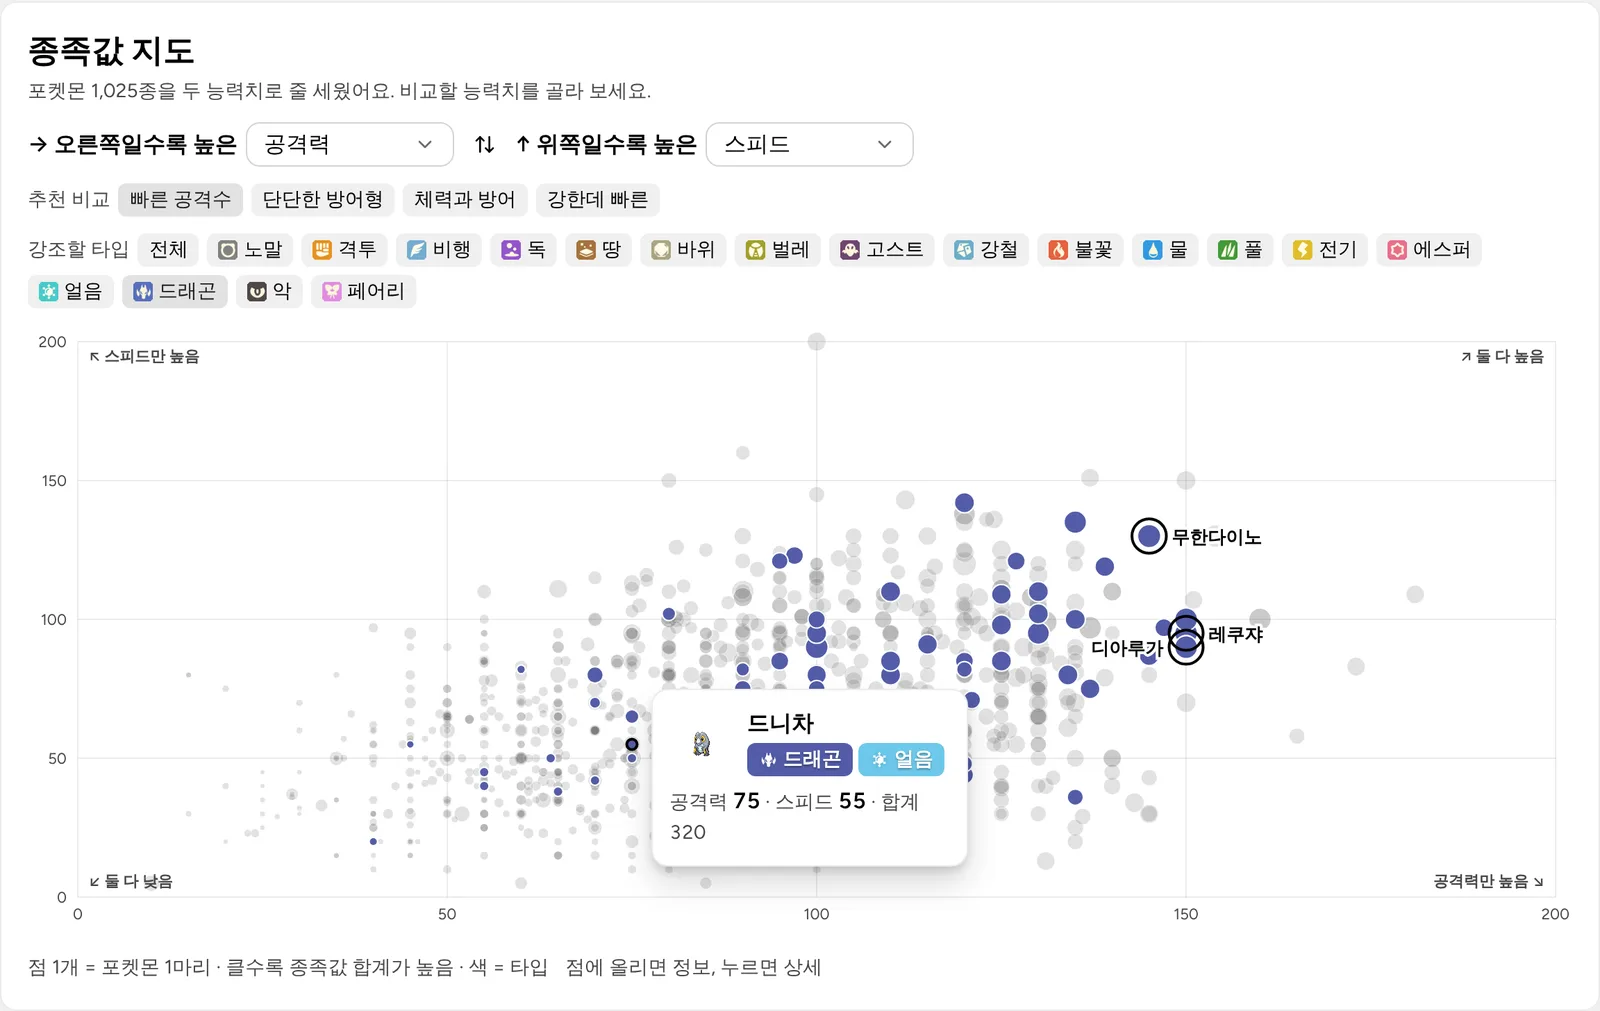 종족값 지도
포켓몬 1,025종을 두 능력치로 줄 세웠어요. 비교할 능력치를 골라 보세요.
→ 오른쪽일수록 높은 공격력 ↑ 위쪽일수록 높은 스피드
추천 비교 빠른 공격수 단단한 방어형 체력과 방어 강한데 빠른
강조할 타입 전체 노말 격투 비행 독 땅 바위 벌레 고스트 강철 불꽃 물 풀 전기 에스퍼
얼음 드래곤 악 페어리
200
↖ 스피드만 높음 ↗ 둘 다 높음
150
무한다이노
100
레쿠쟈
디아루가
드니차
50
드래곤 얼음
공격력 75 · 스피드 55 · 합계
320
↙ 둘 다 낮음 공격력만 높음 ↘
0
0 50 100 150 200
점 1개 = 포켓몬 1마리 · 클수록 종족값 합계가 높음 · 색 = 타입 점에 올리면 정보, 누르면 상세